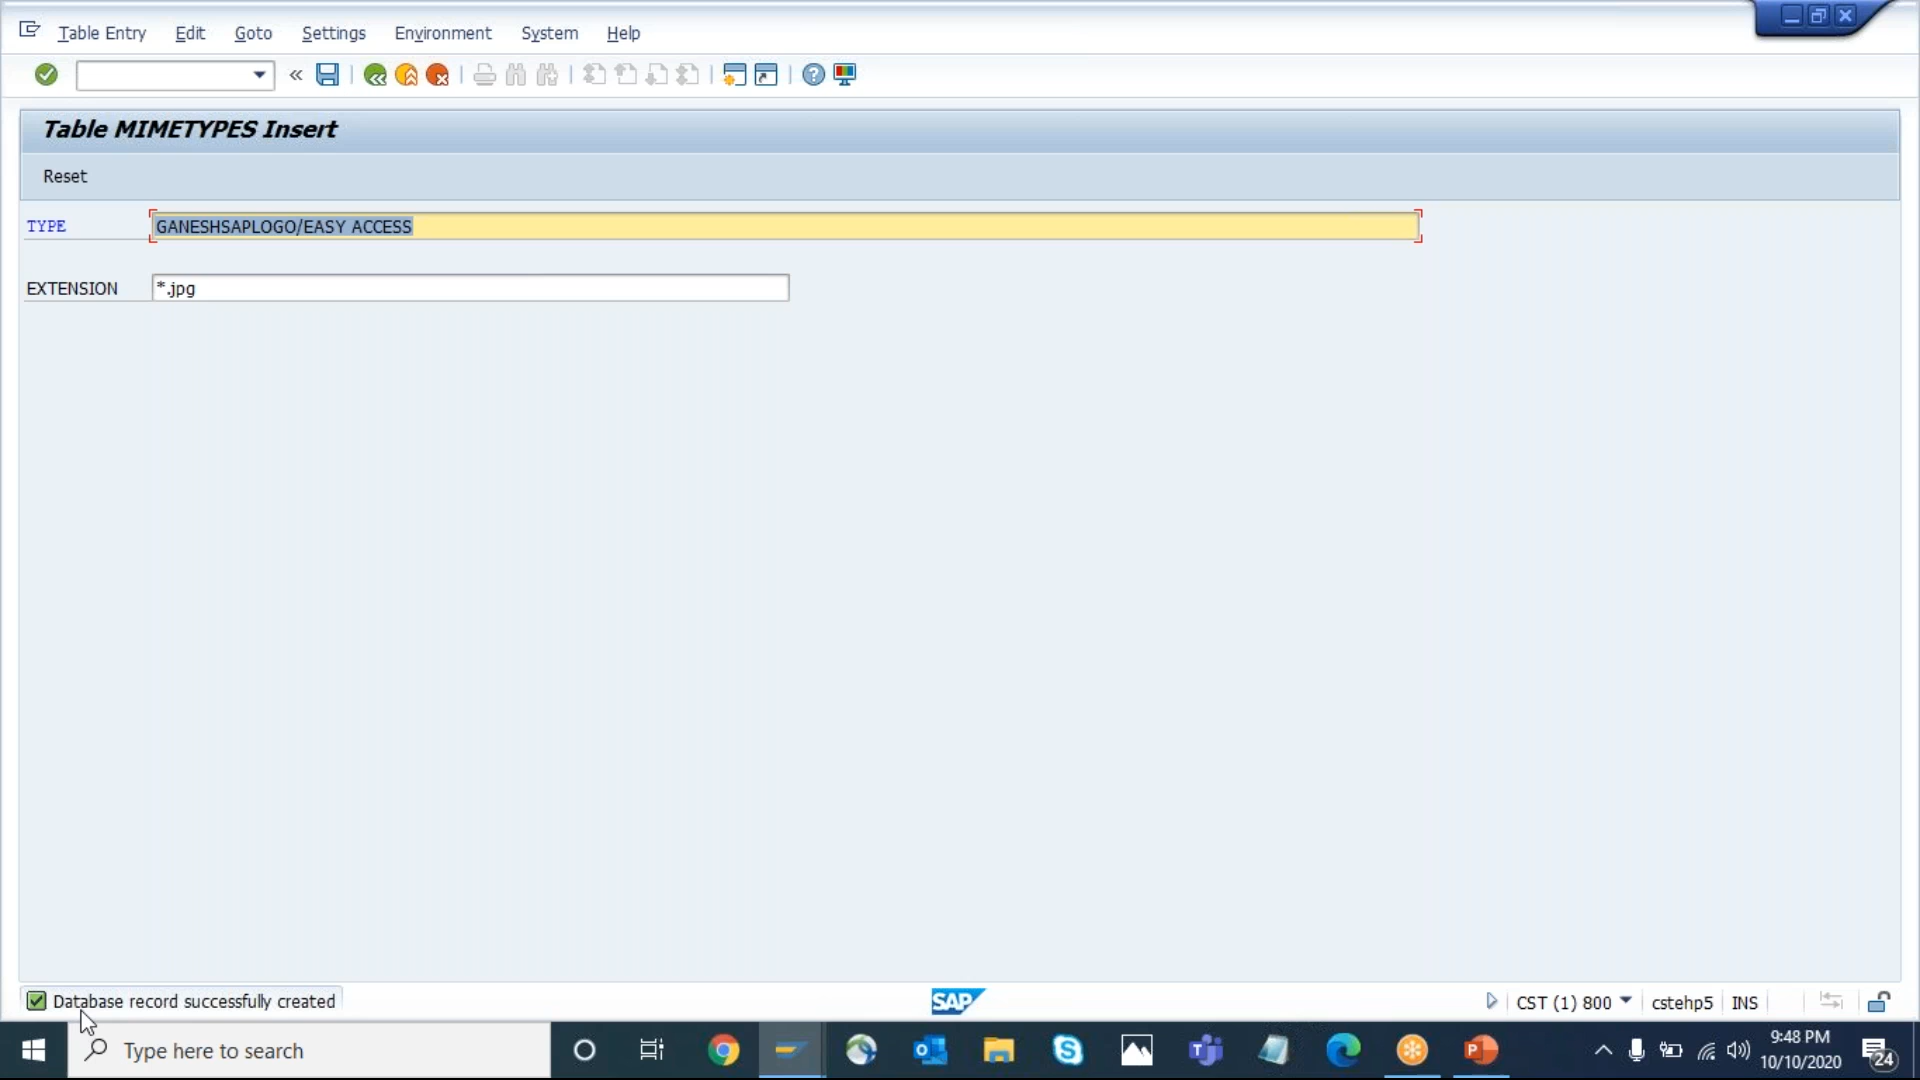 Table Entry Edit Goto Settings Environment System Help
Table MIMETYPES Insert
Reset
TYPE GANESHSAPLOGO/EASY ACCESS
EXTENSION *.jpg
Database record successfully created SAP CST (1) 800 cstehp5 INS
Type here to search 9:48 PM
10/10/2020 24